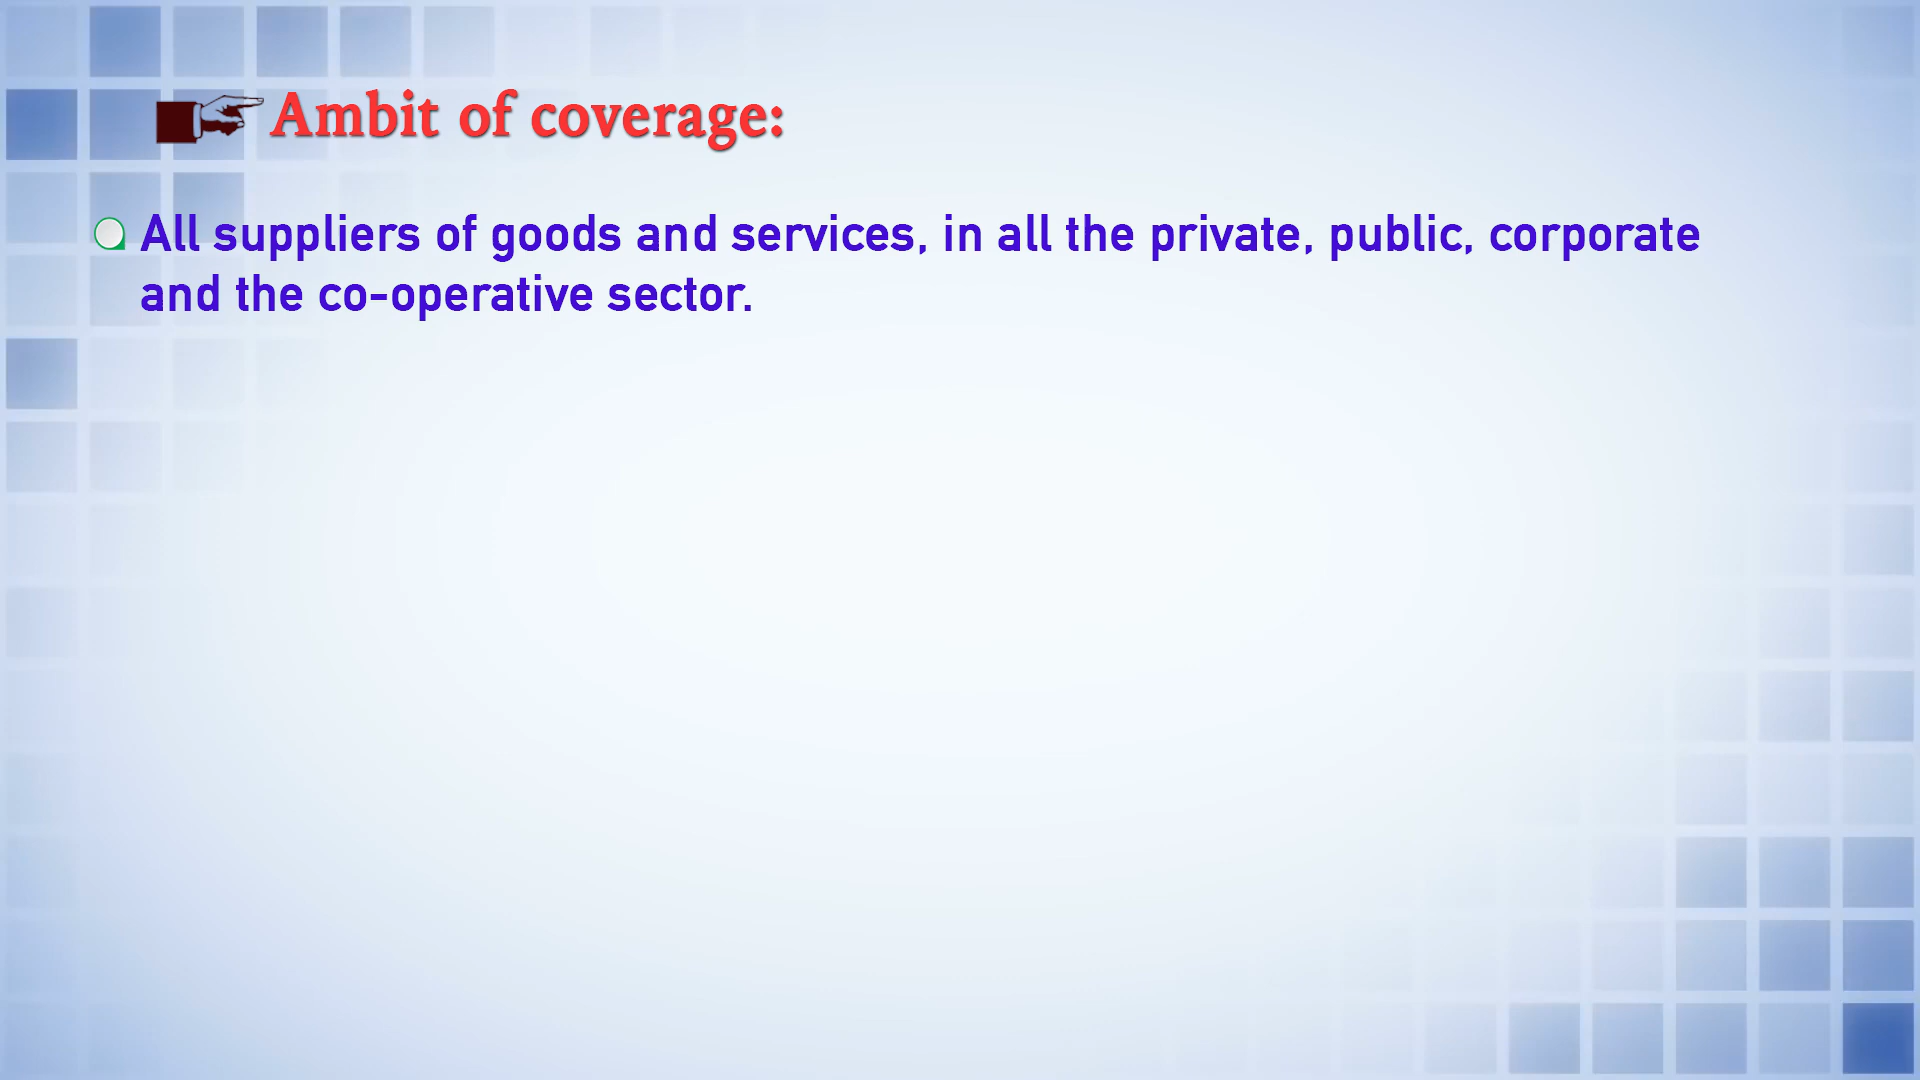 Ambit of coverage:
All suppliers of goods and services, in all the private, public, corporate
and the co-operative sector.